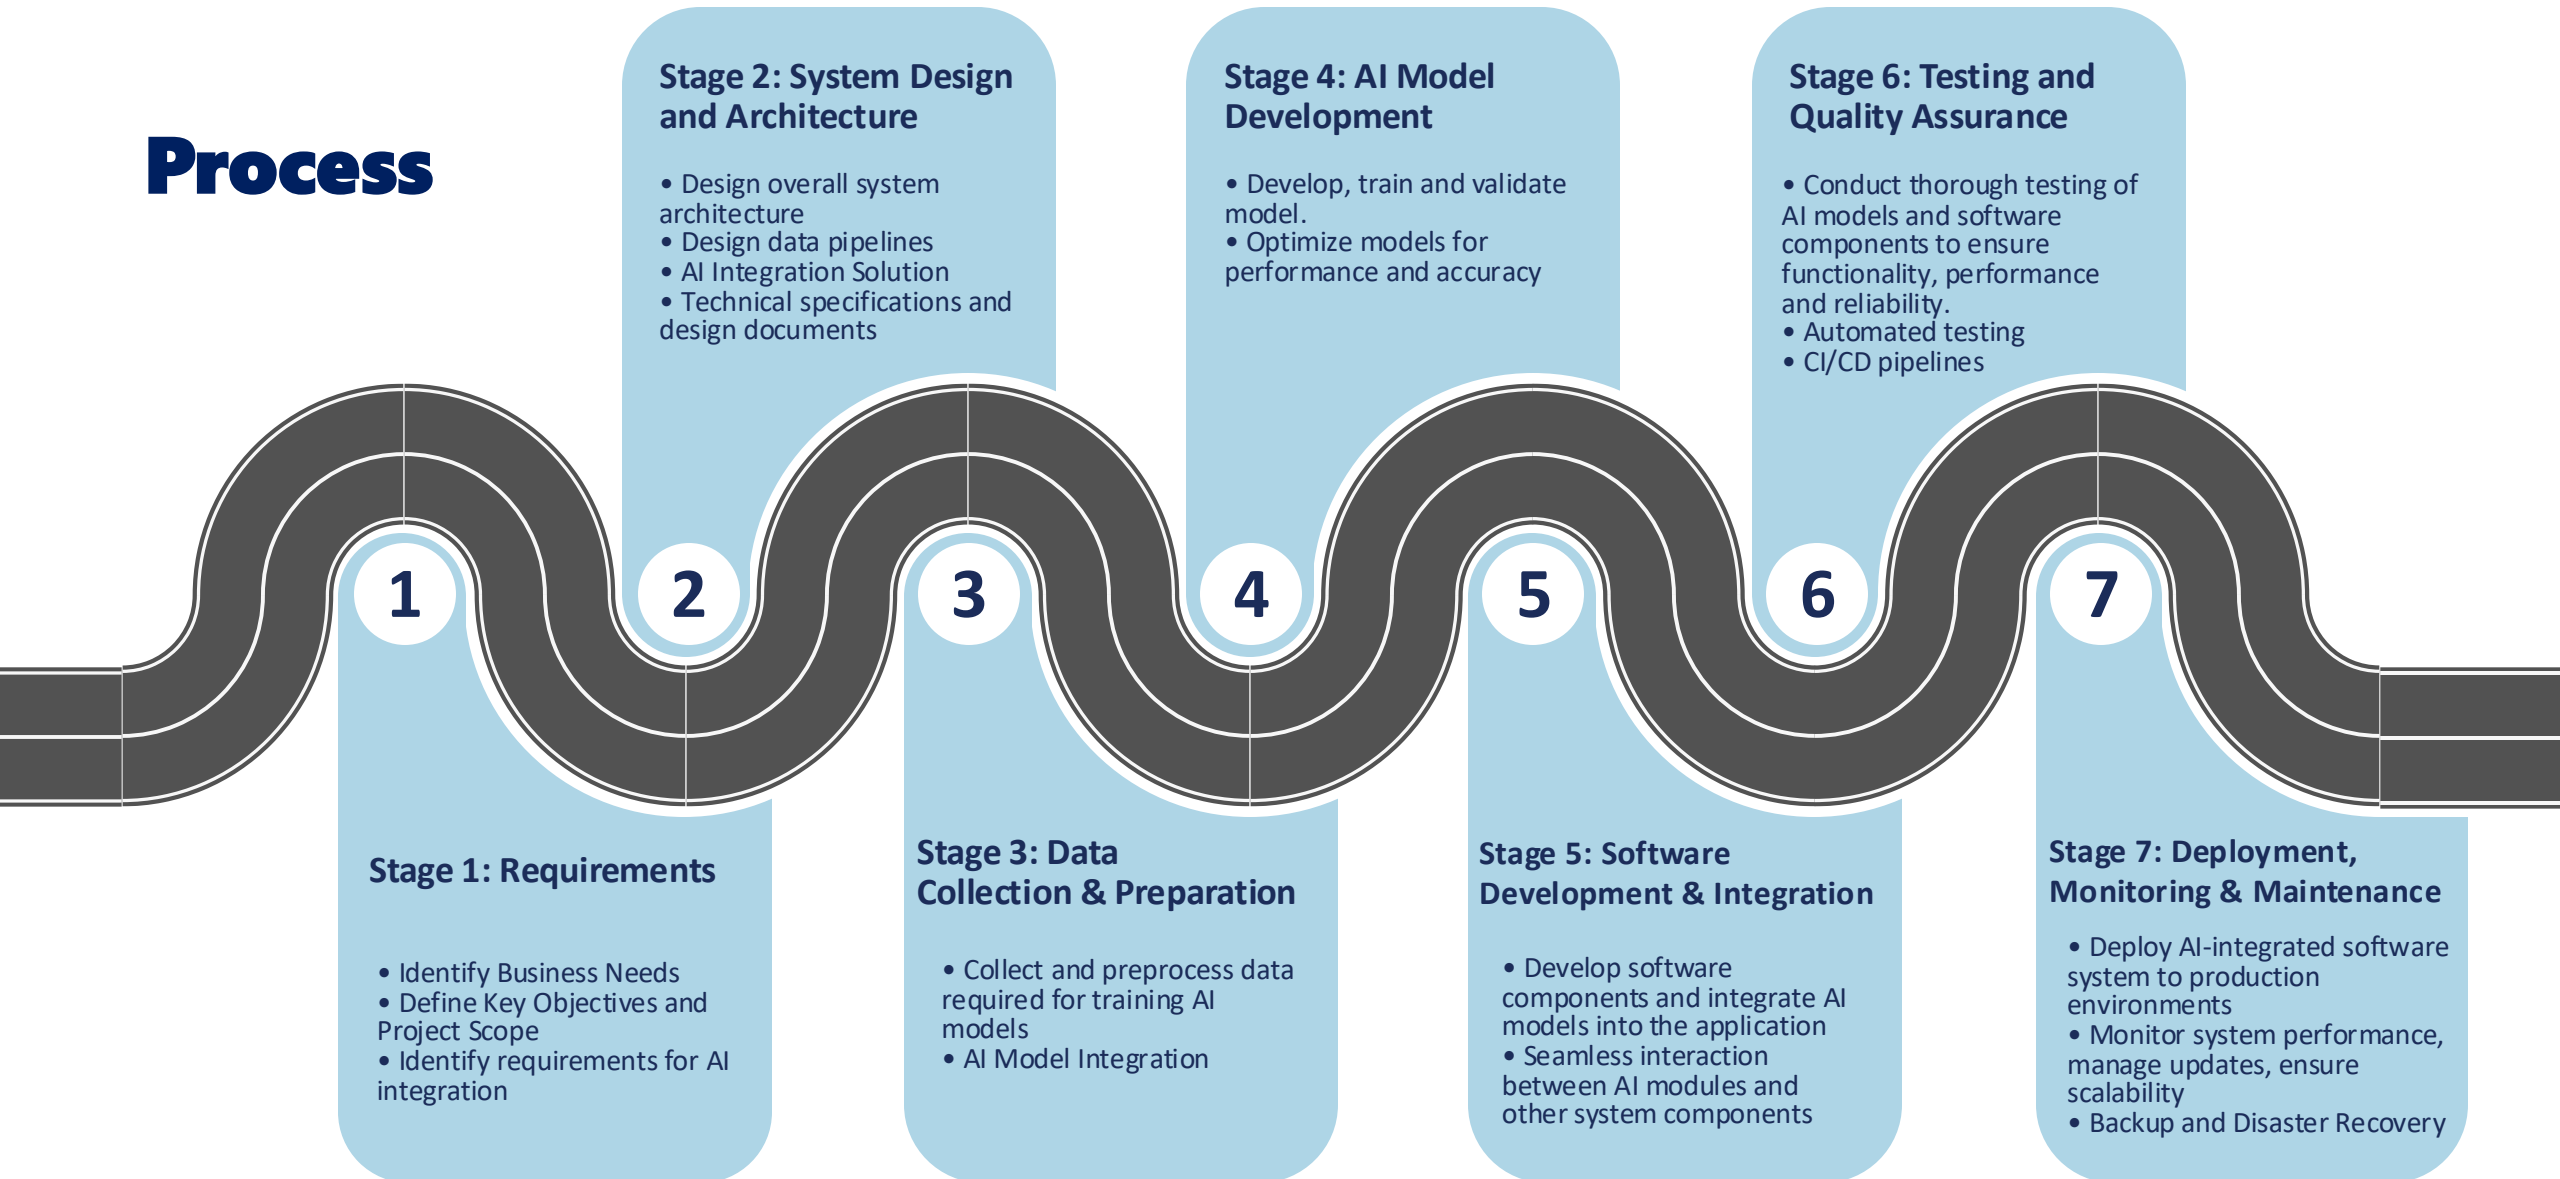 Process
Stage 1: Requirements
• Identify Business Needs
• Define Key Objectives and
Project Scope
• Identify requirements for AI
integration
1
Stage 2: System Design
and Architecture
• Design overall system
architecture
• Design data pipelines
• AI Integration Solution
• Technical specifications and
design documents
2
Stage 3: Data
Collection & Preparation
• Collect and preprocess data
required for training AI
models
• AI Model Integration
3
Stage 4: AI Model
Development
• Develop, train and validate
model.
• Optimize models for
performance and accuracy
4
Stage 5: Software
Development & Integration
• Develop software
components and integrate AI
models into the application
• Seamless interaction
between AI modules and
other system components
5
Stage 6: Testing and
Quality Assurance
• Conduct thorough testing of
AI models and software
components to ensure
functionality, performance
and reliability.
• Automated testing
• CI/CD pipelines
6
Stage 7: Deployment,
Monitoring & Maintenance
• Deploy AI-integrated software
system to production
environments
• Monitor system performance,
manage updates, ensure
scalability
• Backup and Disaster Recovery
7